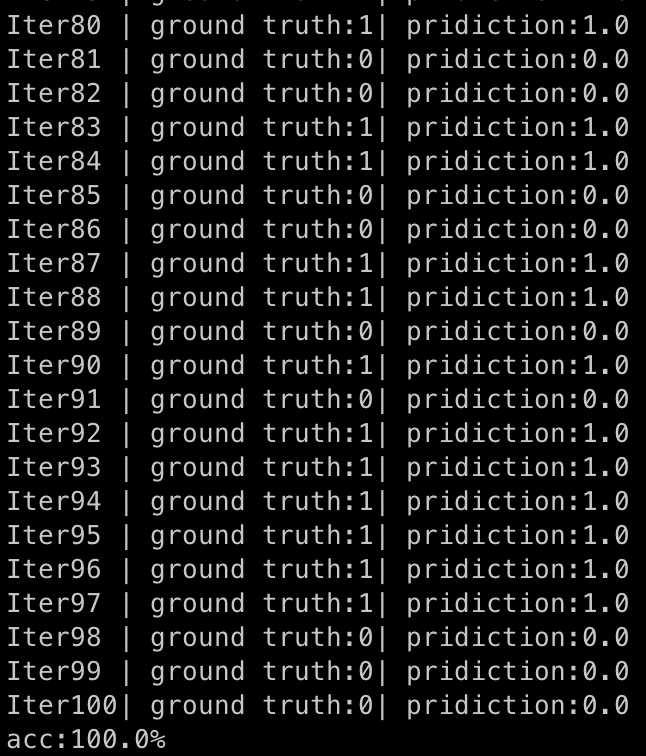 Iter80 | ground truth:1| pridiction:1.0
Iter81 | ground truth:0| pridiction:0.0
Iter82 | ground truth:0| pridiction:0.0
Iter83 | ground truth:1| pridiction:1.0
Iter84 | ground truth:1| pridiction:1.0
Iter85 | ground truth:0| pridiction:0.0
Iter86 | ground truth:0| pridiction:0.0
Iter87 | ground truth:1| pridiction:1.0
Iter88 | ground truth:1| pridiction:1.0
Iter89 | ground truth:0| pridiction:0.0
Iter90 | ground truth:1| pridiction:1.0
Iter91 | ground truth:0| pridiction:0.0
Iter92 | ground truth:1| pridiction:1.0
Iter93 | ground truth:1| pridiction:1.0
Iter94 | ground truth:1| pridiction:1.0
Iter95 | ground truth:1| pridiction:1.0
Iter96 | ground truth:1| pridiction:1.0
Iter97 | ground truth:1| pridiction:1.0
Iter98 | ground truth:0| pridiction:0.0
Iter99 | ground truth:0| pridiction:0.0
Iter100| ground truth:0| pridiction:0.0
acc:100.0%